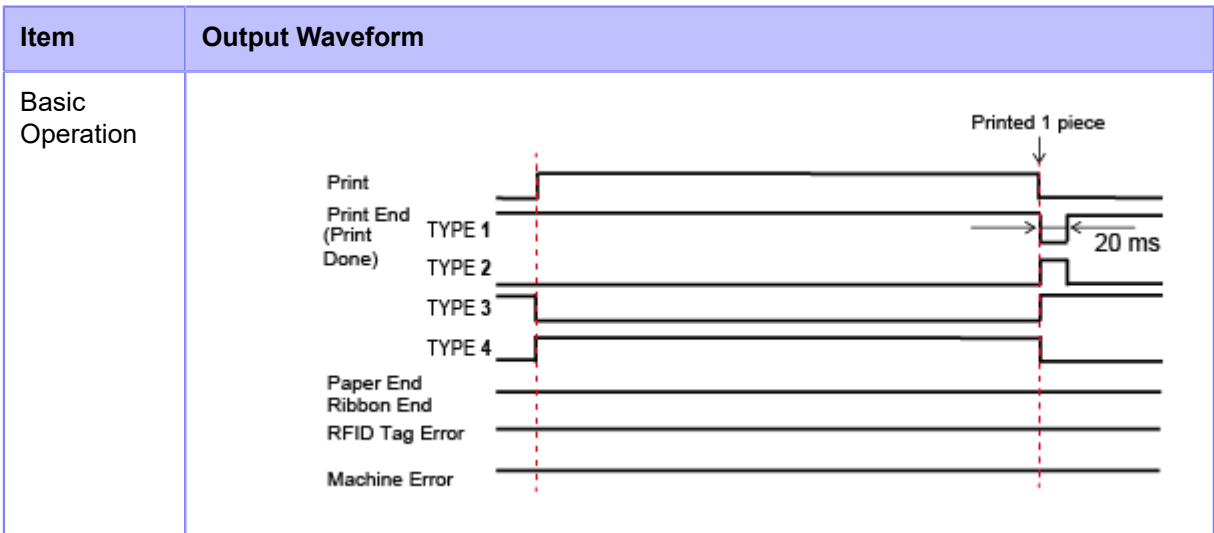 Item
Output Waveform
Basic
Operation
Printed 1 piece
Print
Print End
(Print
Done)
TYPE 1
20 ms
TYPE 2
TYPE 3
TYPE 4
Paper End
Ribbon End
RFID Tag Error
Machine Error